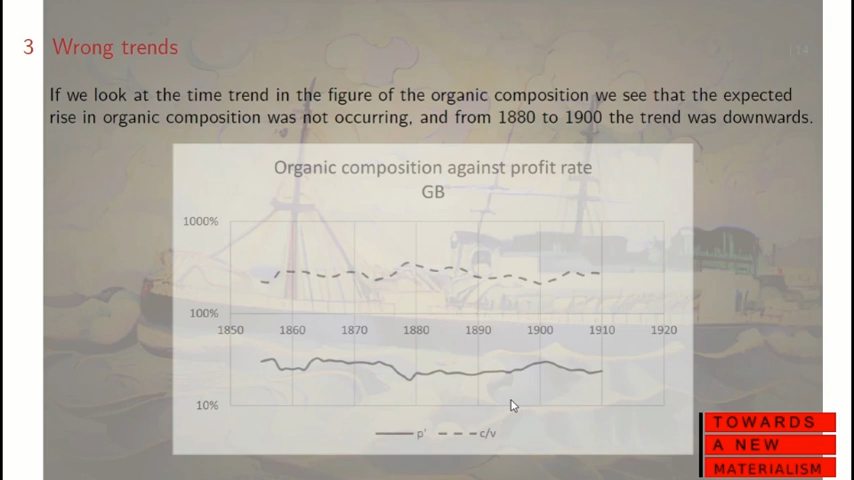 3 Wrong trends
[14
If we look at the time trend in the figure of the organic composition we see that the expected
rise in organic composition was not occurring, and from 1880 to 1900 the trend was downwards.
Organic composition against profit rate
GB
1000%
100%
1850 1860 1870 1880 1890 1900 1910 1920
10%
p' c/v
TOWARDS
A NEW
MATERIALISM